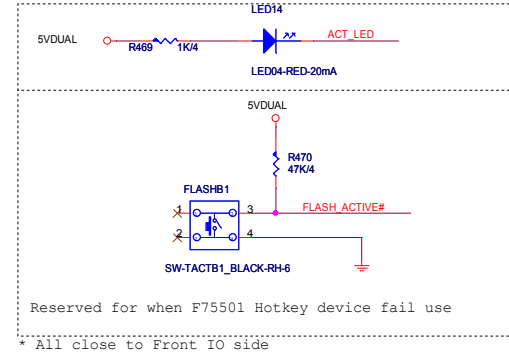 LED14
5VDUAL
ACT_LED
R469
1K/4
LED04-RED-20mA
5VDUAL
R470
47K/4
FLASHB1
1
3
FLASH_ACTIVE#
2
4
SW-TACTB1_BLACK-RH-6
Reserved for when F75501 Hotkey device fail use
* All close to Front IO side